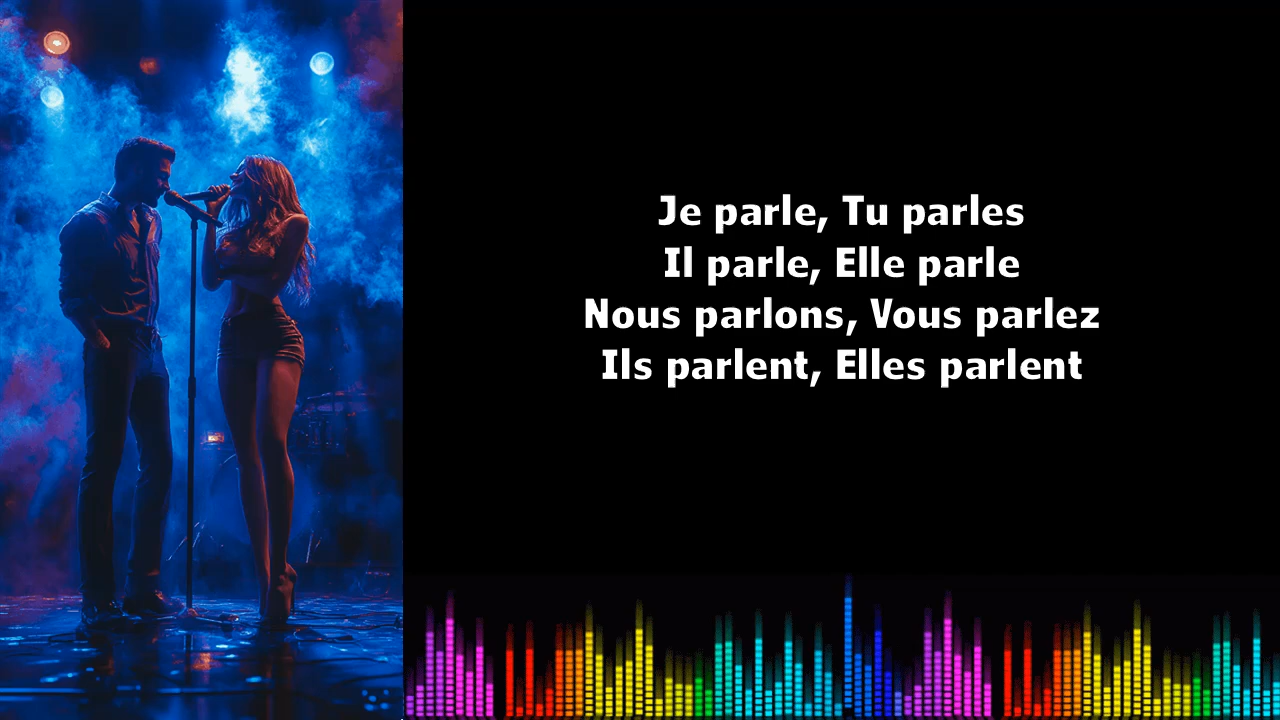 Je parle, Tu parles
Il parle, Elle parle
Nous parlons, Vous parlez
Ils parlent, Elles parlent